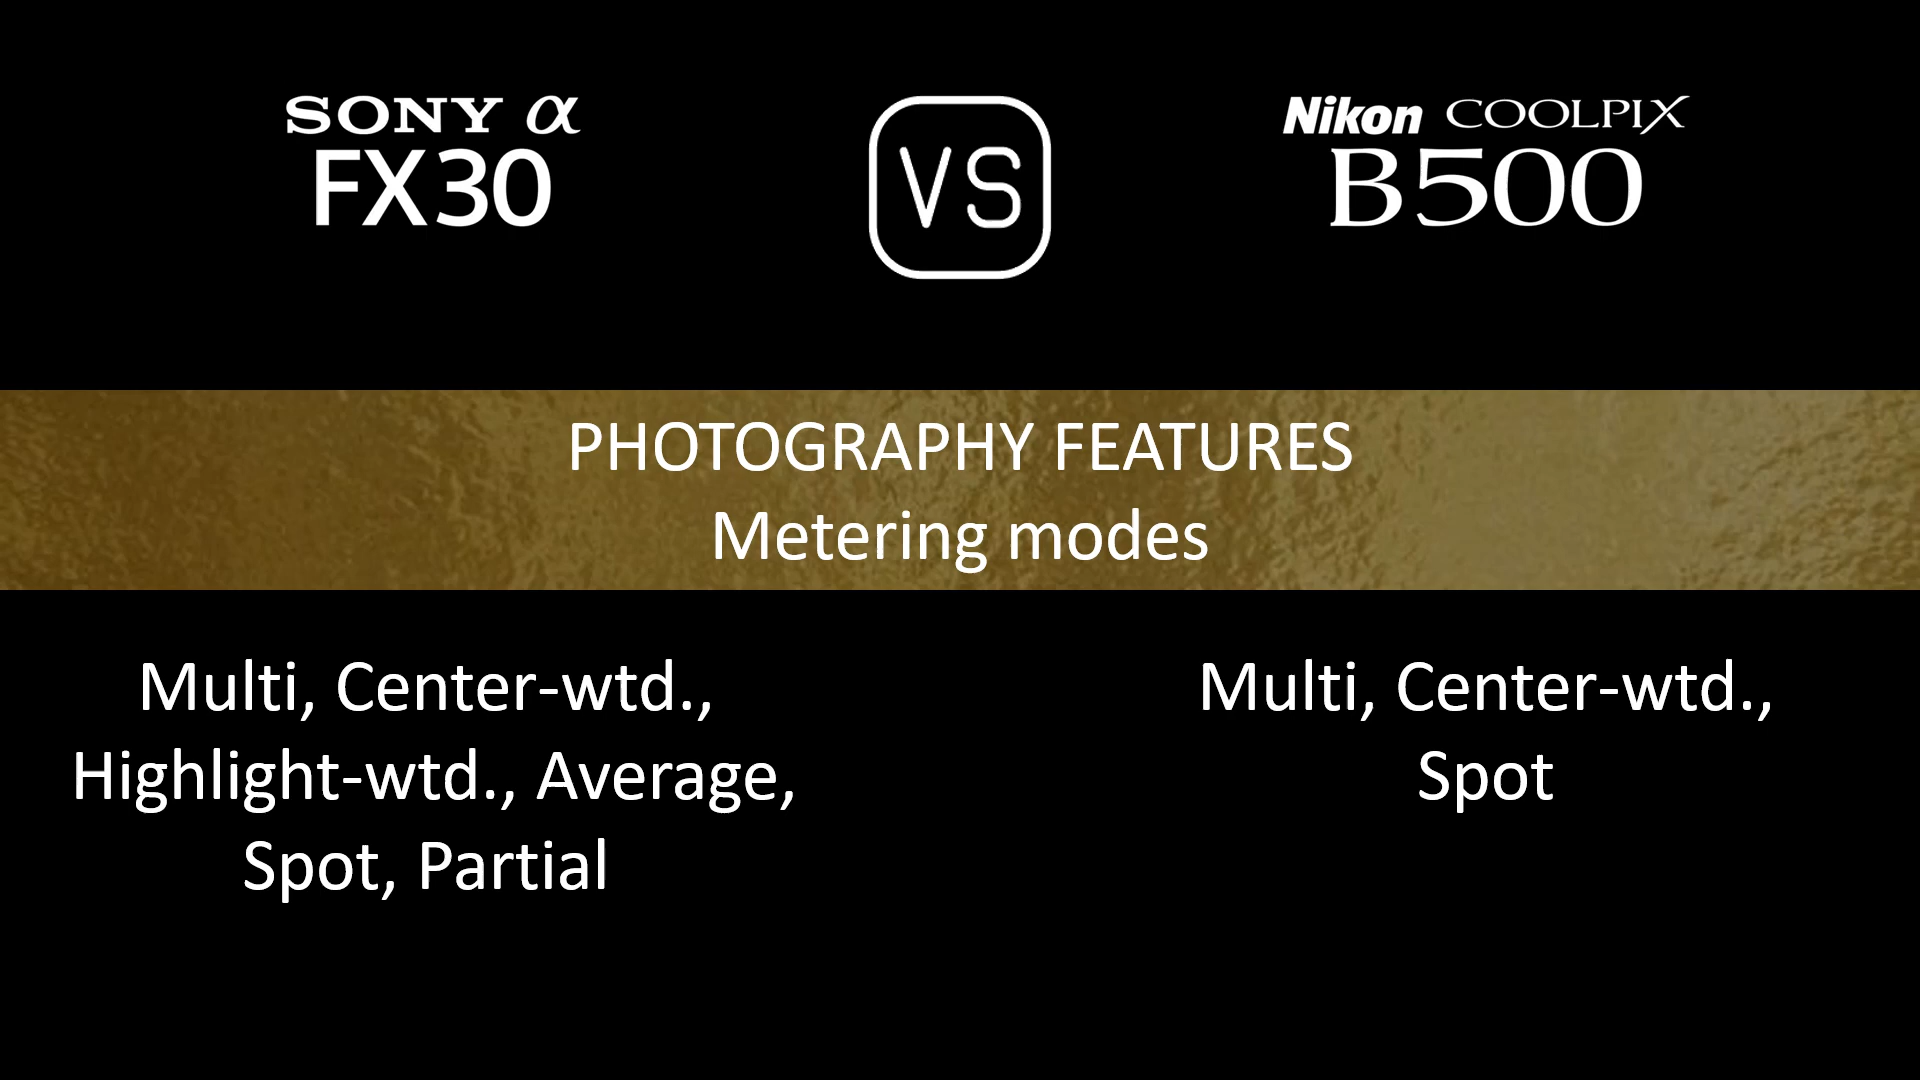 SONY α
FX30
VS
Nikon COOLPIX
B500
PHOTOGRAPHY FEATURES
Metering modes
Multi, Center-wtd.,
Highlight-wtd., Average,
Spot, Partial
Multi, Center-wtd.,
Spot